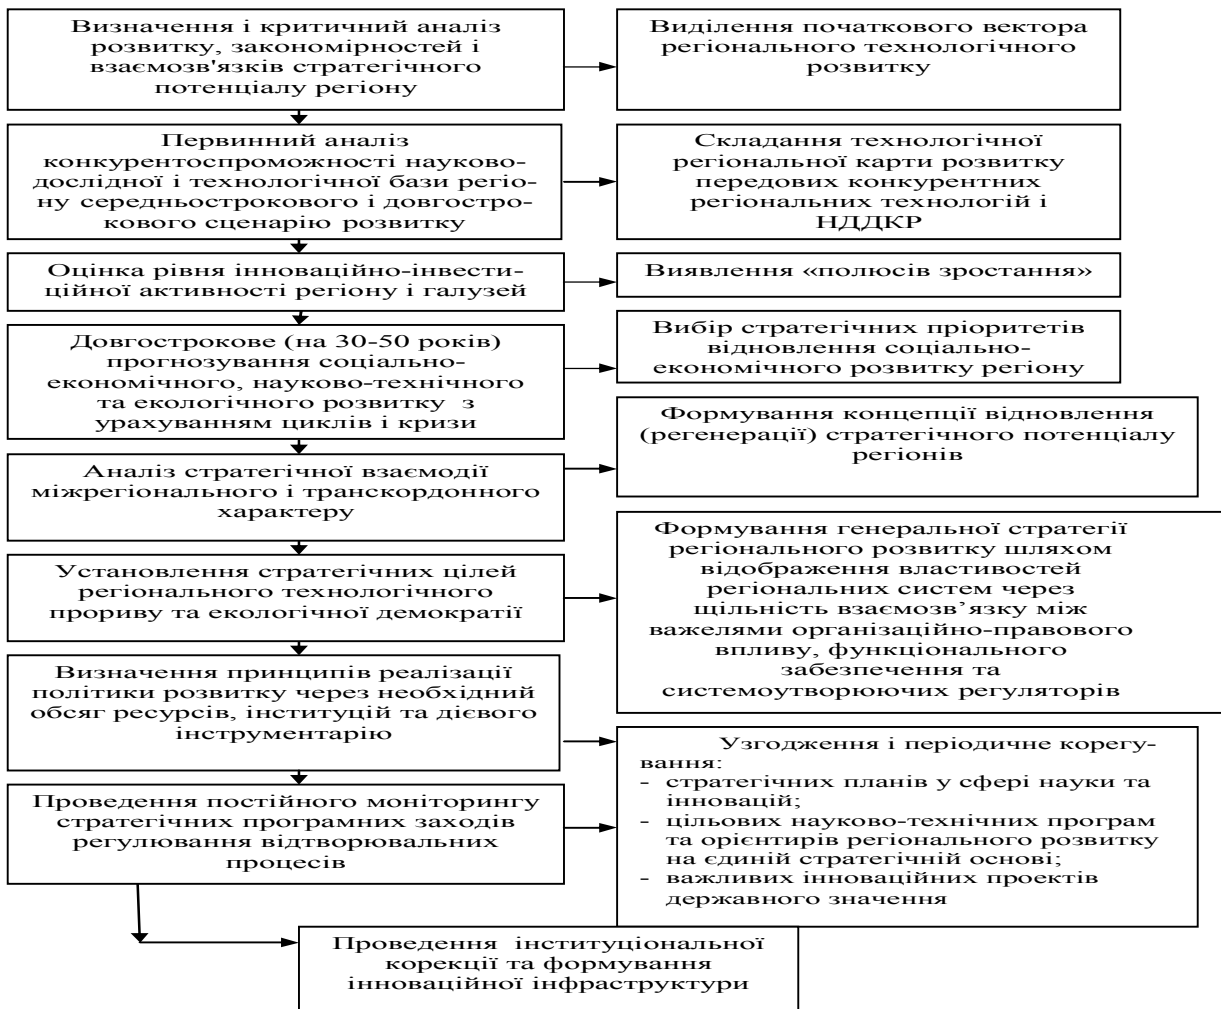 Визначення і критичний аналіз
розвитку, закономірностей і
взаємозв'язків стратегічного
потенціалу регіону
Виділення початкового вектора
регіонального технологічного
розвитку
Первинний аналіз
конкурентоспроможності науково-
дослідної і технологічної бази регіо-
ну середньострокового і довгостро-
кового сценарію розвитку
Складання технологічної
регіональної карти розвитку
передових конкурентних
регіональних технологій і
НДДКР
Оцінка рівня інноваційно-інвести-
ційної активності регіону і галузей
Виявлення «полюсів зростання»
Довгострокове (на 30-50 років)
прогнозування соціально-
економічного, науково-технічного
та екологічного розвитку з
урахуванням циклів і кризи
Вибір стратегічних пріоритетів
відновлення соціально-
економічного розвитку регіону
Аналіз стратегічної взаємодії
міжрегіонального і транскордонного
характеру
Формування концепції відновлення
(регенерації) стратегічного потенціалу
регіонів
Установлення стратегічних цілей
регіонального технологічного
прориву та екологічної демократії
Формування генеральної стратегії
регіонального розвитку шляхом
відображення властивостей
регіональних систем через
щільність взаємозв’язку між
важелями організаційно-правового
впливу, функціонального
забезпечення та
системоутворюючих регуляторів
Визначення принципів реалізації
політики розвитку через необхідний
обсяг ресурсів, інституцій та дієвого
інструментарію
Проведення постійного моніторингу
стратегічних програмних заходів
регулювання відтворювальних
процесів
Узгодження і періодичне корегу-
вання:
- стратегічних планів у сфері науки та
інновацій;
- цільових науково-технічних програм
та орієнтирів регіонального розвитку
на єдиній стратегічній основі;
- важливих інноваційних проектів
державного значення
Проведення інституціональної
корекції та формування
інноваційної інфраструктури